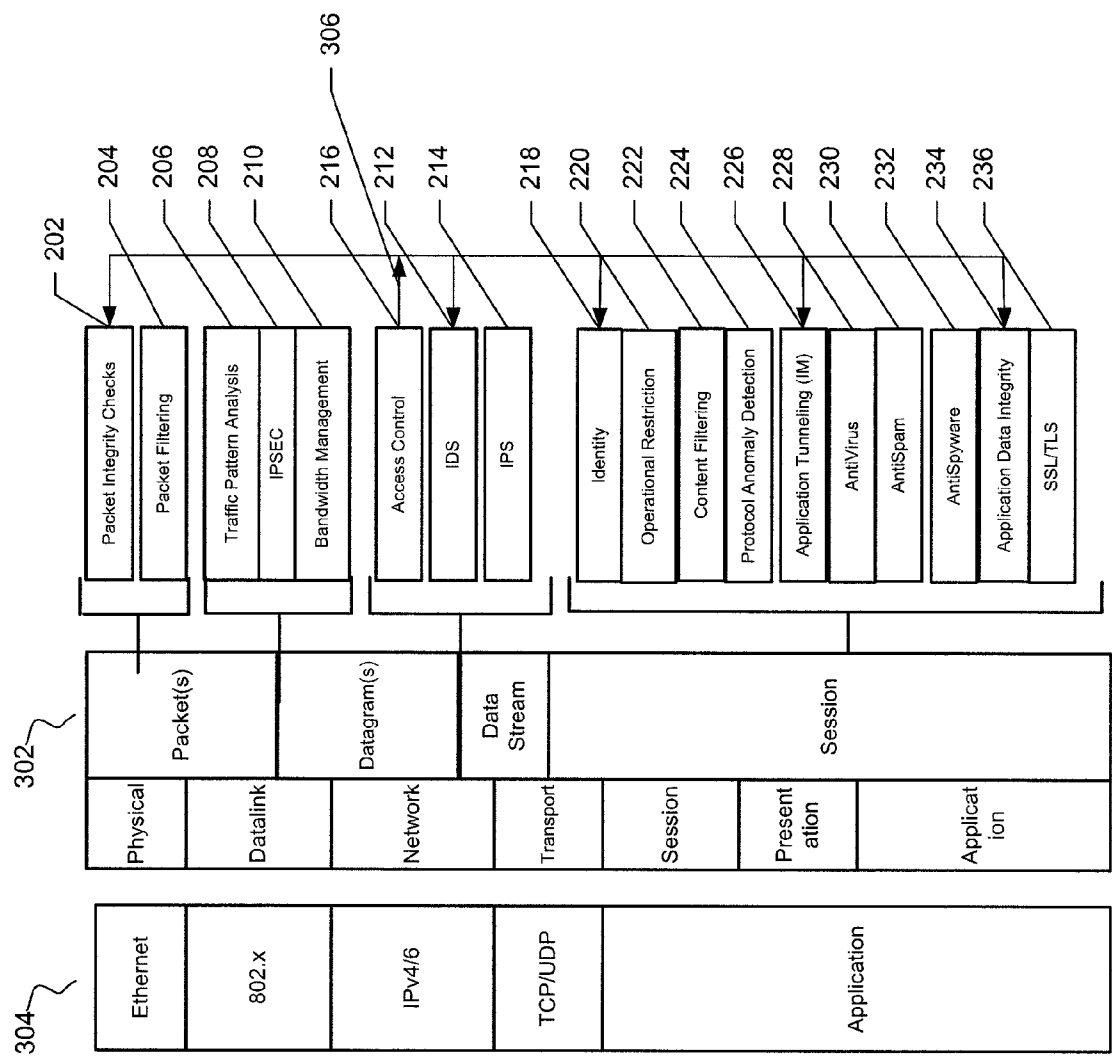 304
Ethernet
802.x
IPv4/6
TCP/UDP
Application
302
Physical
Datalink
Network
Transport
Session
Present
ation
Applicat
ion
Packet(s)
Datagram(s)
Data
Stream
Session
Packet Integrity Checks
Packet Filtering
Traffic Pattern Analysis
IPSEC
Bandwidth Management
Access Control
IDS
IPS
Identity
Operational Restriction
Content Filtering
Protocol Anomaly Detection
Application Tunneling (IM)
AntiVirus
AntiSpam
AntiSpyware
Application Data Integrity
SSL/TLS
202
204
206
208
210
216
212
214
218
220
222
224
226
228
230
232
234
236
306